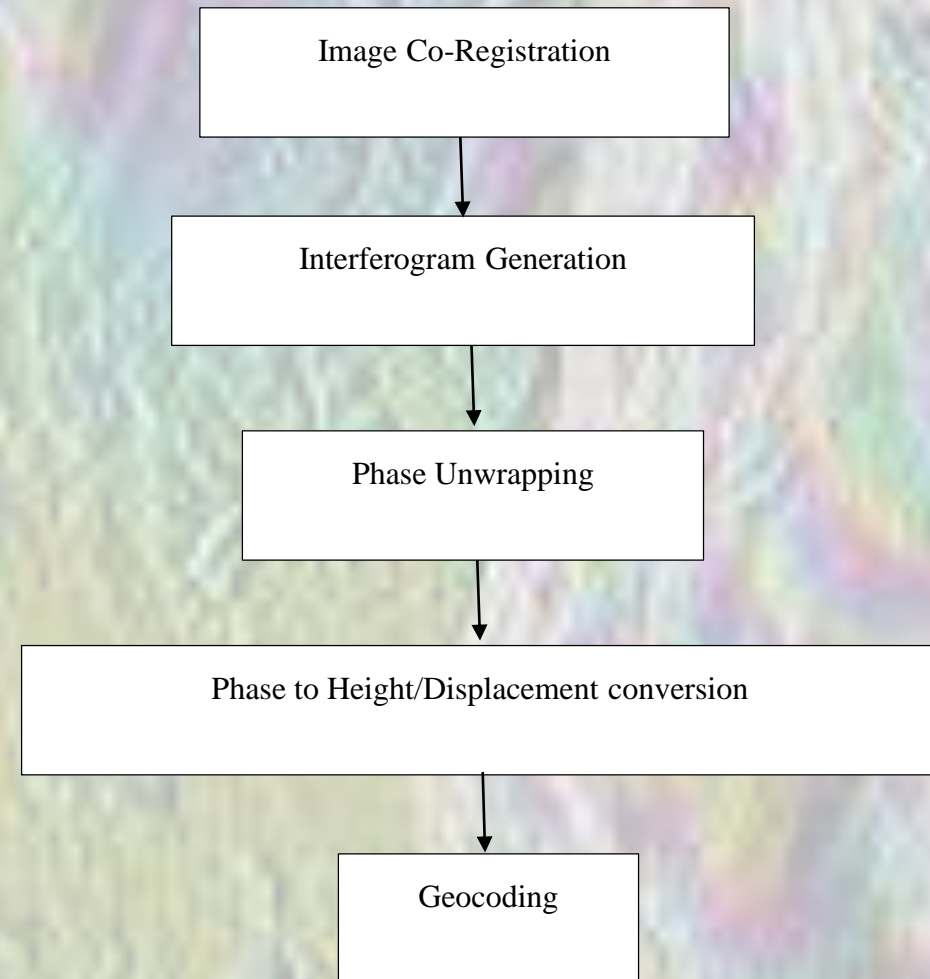 Image Co-Registration
Interferogram Generation
Phase Unwrapping
Phase to Height/Displacement conversion
Geocoding